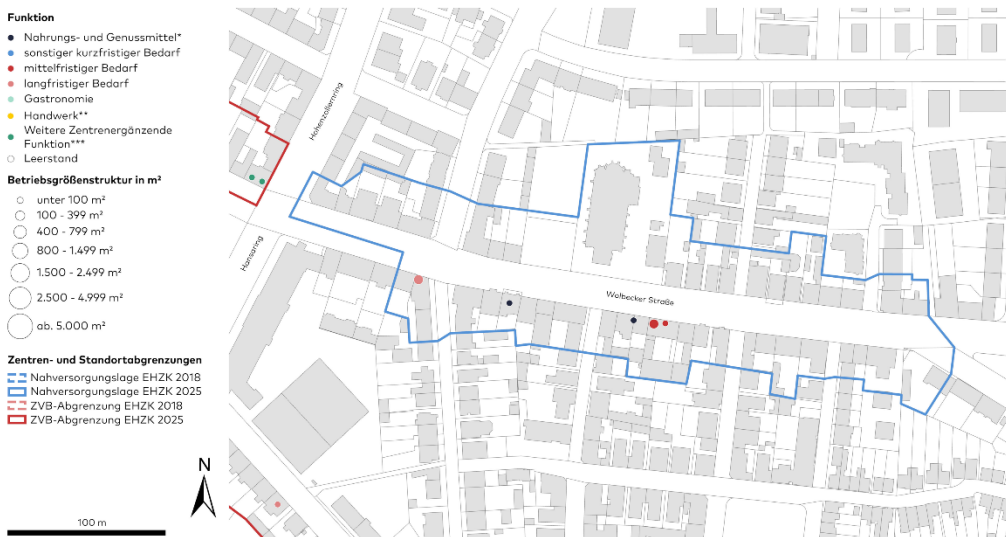 Funktion
Nahrungs- und Genussmittel*
sonstiger kurzfristiger Bedarf
mittelfristiger Bedarf
langfristiger Bedarf
Gastronomie
Handwerk**
Weitere Zentrenergänzende
Funktion***
Leerstand
Betriebsgrößenstruktur in m²
unter 100 m²
100 - 399 m²
400 - 799 m²
800 - 1.499 m²
1.500 - 2.499 m²
2.500 - 4.999 m²
ab. 5.000 m²
Zentren- und Standortabgrenzungen
Nahversorgungslage EHZK 2018
Nahversorgungslage EHZK 2025
ZVB-Abgrenzung EHZK 2018
ZVB-Abgrenzung EHZK 2025
N
100 m
Hohenzollernring
Hansaring
Wolbecker Straße